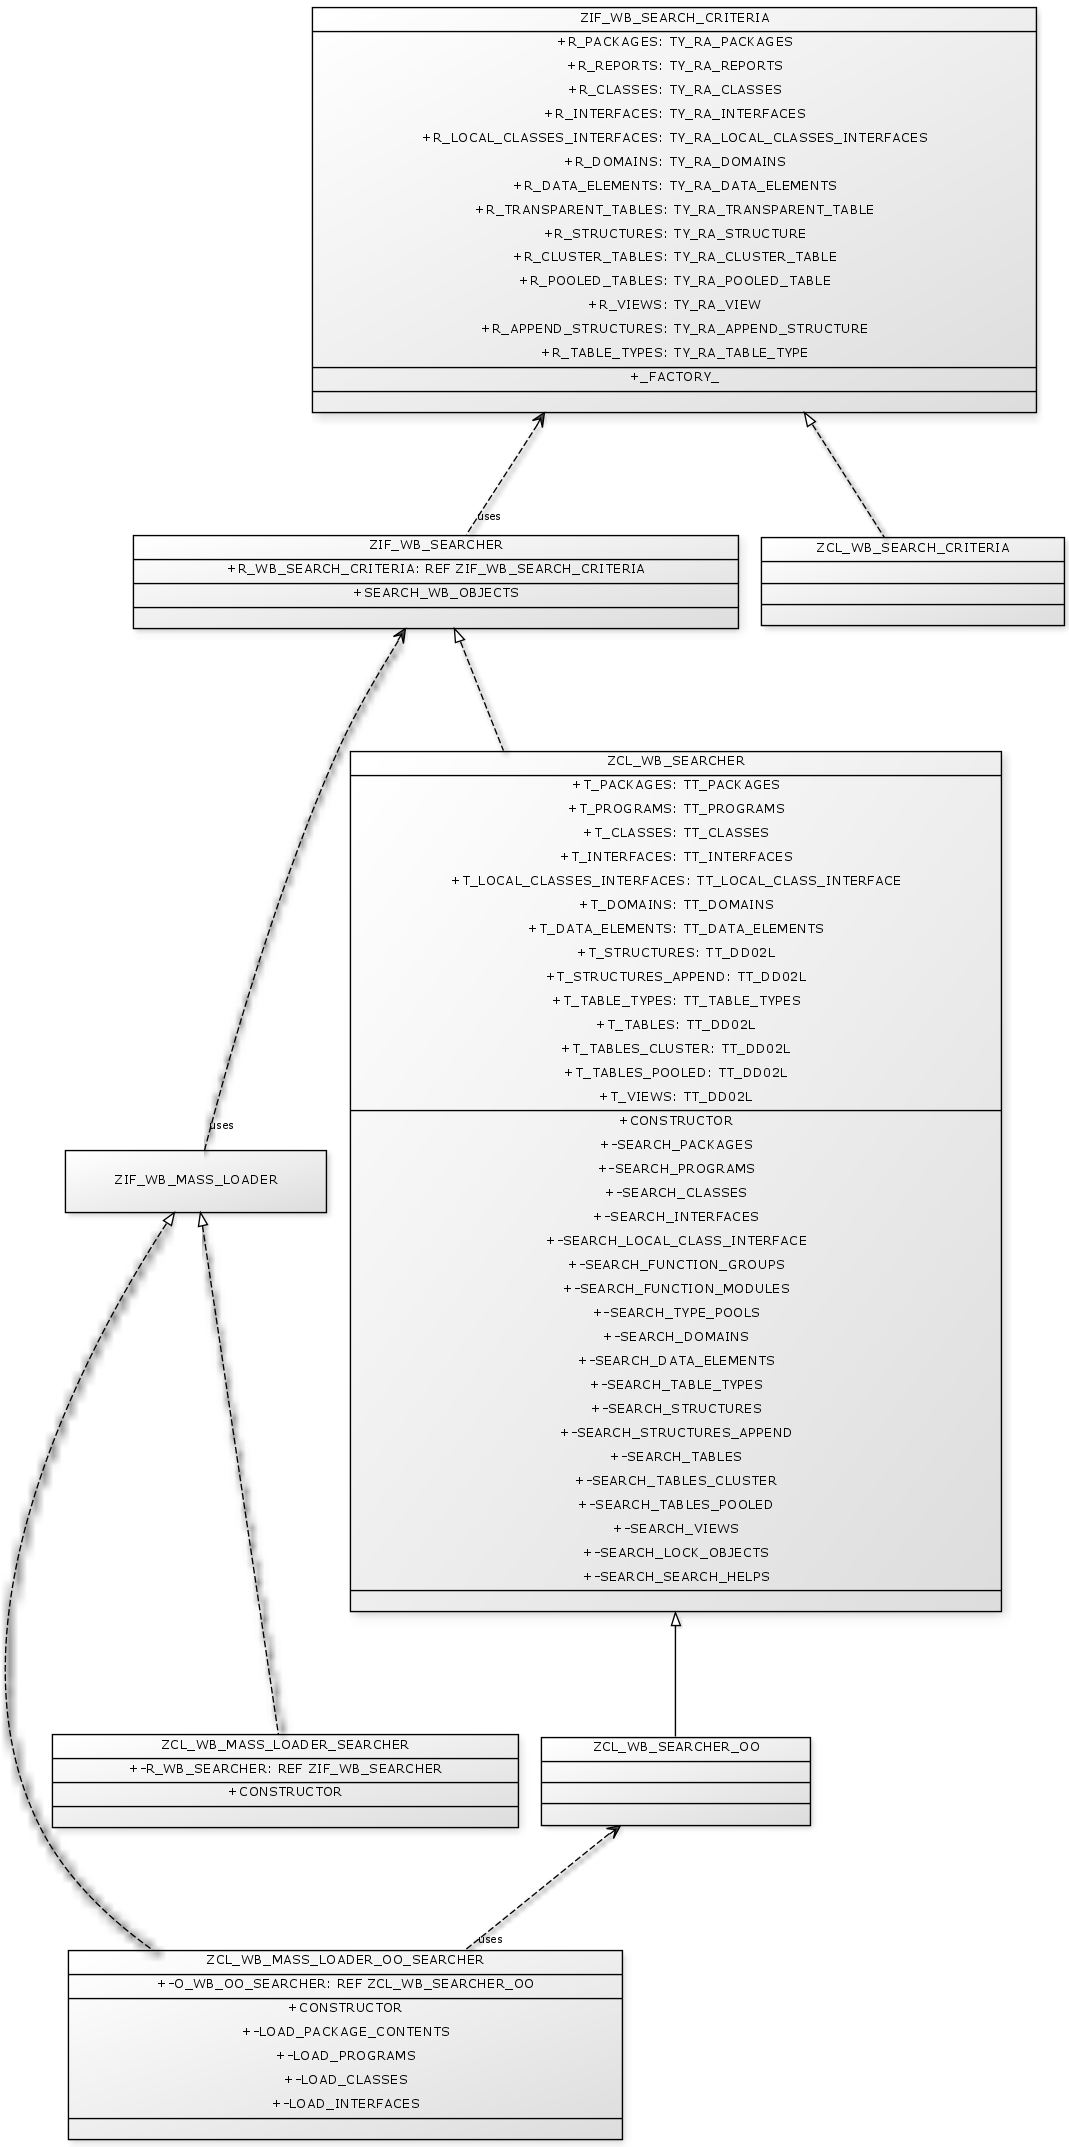 ZIF_WB_SEARCH_CRITERIA
+R_PACKAGES: TY_RA_PACKAGES
+R_REPORTS: TY_RA_REPORTS
+R_CLASSES: TY_RA_CLASSES
+R_INTERFACES: TY_RA_INTERFACES
+R_LOCAL_CLASSES_INTERFACES: TY_RA_LOCAL_CLASSES_INTERFACES
+R_DOMAINS: TY_RA_DOMAINS
+R_DATA_ELEMENTS: TY_RA_DATA_ELEMENTS
+R_TRANSPARENT_TABLES: TY_RA_TRANSPARENT_TABLE
+R_STRUCTURES: TY_RA_STRUCTURE
+R_CLUSTER_TABLES: TY_RA_CLUSTER_TABLE
+R_POOLED_TABLES: TY_RA_POOLED_TABLE
+R_VIEWS: TY_RA_VIEW
+R_APPEND_STRUCTURES: TY_RA_APPEND_STRUCTURE
+R_TABLE_TYPES: TY_RA_TABLE_TYPE
+_FACTORY_
uses
ZIF_WB_SEARCHER
+R_WB_SEARCH_CRITERIA: REF ZIF_WB_SEARCH_CRITERIA
+SEARCH_WB_OBJECTS
ZCL_WB_SEARCH_CRITERIA
ZCL_WB_SEARCHER
+T_PACKAGES: TT_PACKAGES
+T_PROGRAMS: TT_PROGRAMS
+T_CLASSES: TT_CLASSES
+T_INTERFACES: TT_INTERFACES
+T_LOCAL_CLASSES_INTERFACES: TT_LOCAL_CLASS_INTERFACE
+T_DOMAINS: TT_DOMAINS
+T_DATA_ELEMENTS: TT_DATA_ELEMENTS
+T_STRUCTURES: TT_DD02L
+T_STRUCTURES_APPEND: TT_DD02L
+T_TABLE_TYPES: TT_TABLE_TYPES
+T_TABLES: TT_DD02L
+T_TABLES_CLUSTER: TT_DD02L
+T_TABLES_POOLED: TT_DD02L
+T_VIEWS: TT_DD02L
+CONSTRUCTOR
+-SEARCH_PACKAGES
+-SEARCH_PROGRAMS
+-SEARCH_CLASSES
+-SEARCH_INTERFACES
+-SEARCH_LOCAL_CLASS_INTERFACE
+-SEARCH_FUNCTION_GROUPS
+-SEARCH_FUNCTION_MODULES
+-SEARCH_TYPE_POOLS
+-SEARCH_DOMAINS
+-SEARCH_DATA_ELEMENTS
+-SEARCH_TABLE_TYPES
+-SEARCH_STRUCTURES
+-SEARCH_STRUCTURES_APPEND
+-SEARCH_TABLES
+-SEARCH_TABLES_CLUSTER
+-SEARCH_TABLES_POOLED
+-SEARCH_VIEWS
+-SEARCH_LOCK_OBJECTS
+-SEARCH_SEARCH_HELPS
uses
ZIF_WB_MASS_LOADER
ZCL_WB_MASS_LOADER_SEARCHER
+-R_WB_SEARCHER: REF ZIF_WB_SEARCHER
+CONSTRUCTOR
ZCL_WB_SEARCHER_OO
uses
ZCL_WB_MASS_LOADER_OO_SEARCHER
+-O_WB_OO_SEARCHER: REF ZCL_WB_SEARCHER_OO
+CONSTRUCTOR
+-LOAD_PACKAGE_CONTENTS
+-LOAD_PROGRAMS
+-LOAD_CLASSES
+-LOAD_INTERFACES